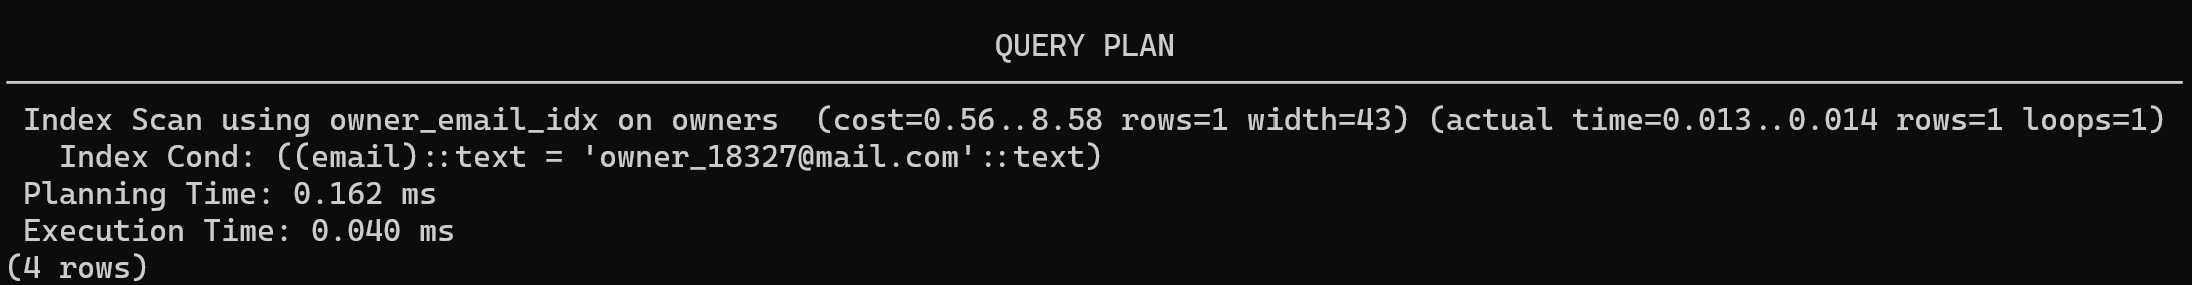 QUERY PLAN
Index Scan using owner_email_idx on owners  (cost=0.56..8.58 rows=1 width=43) (actual time=0.013..0.014 rows=1 loops=1)
Index Cond: ((email)::text = 'owner_18327@mail.com'::text)
Planning Time: 0.162 ms
Execution Time: 0.040 ms
(4 rows)